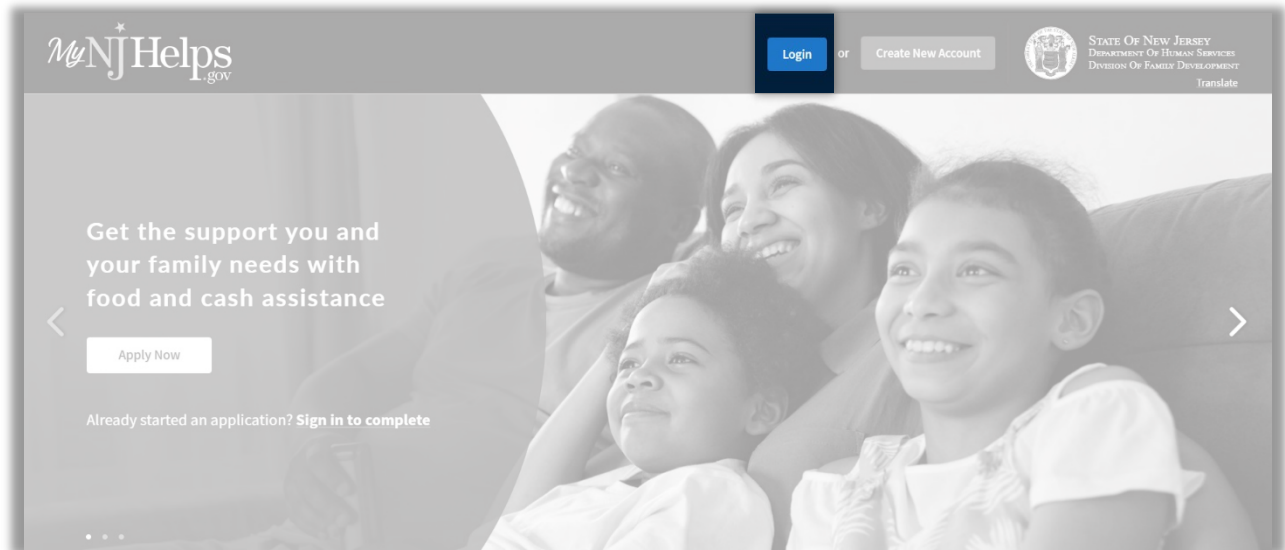 MyNJHelps
.gov
Login or Create New Account
STATE OF NEW JERSEY
DEPARTMENT OF HUMAN SERVICES
DIVISION OF FAMILY DEVELOPMENT
Translate
Get the support you and
your family needs with
food and cash assistance
Apply Now
Already started an application? Sign in to complete